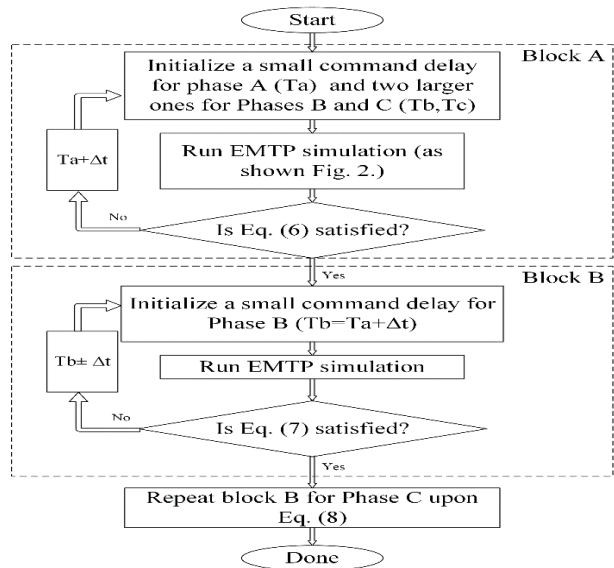 Start
Block A
Initialize a small command delay
for phase A (Ta) and two larger
ones for Phases B and C (Tb,Tc)
Ta+Δt
Run EMTP simulation (as
shown Fig. 2.)
No
Is Eq. (6) satisfied?
Yes
Block B
Initialize a small command delay for
Phase B (Tb=Ta+Δt)
Tb± Δt
Run EMTP simulation
No
Is Eq. (7) satisfied?
Yes
Repeat block B for Phase C upon
Eq. (8)
Done